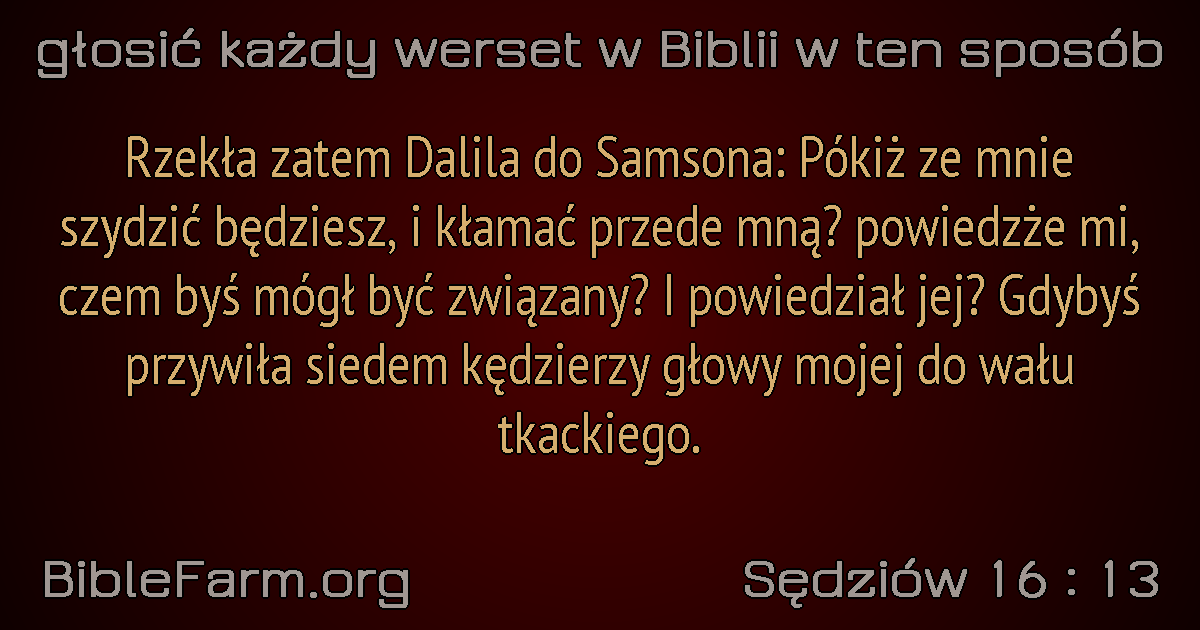 głosić każdy werset w Biblii w ten sposób
Rzekła zatem Dalila do Samsona: Pókiż ze mnie
szydzić będziesz, i kłamać przede mną? powiedzże mi,
czem byś mógł być związany? I powiedział jej? Gdybyś
przywiła siedem kędzierzy głowy mojej do wału
tkackiego.
BibleFarm.org
Sędziów 16 : 13